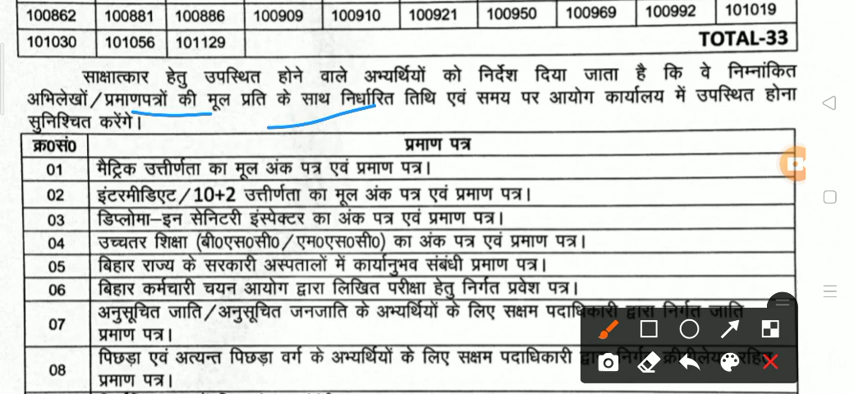 100862 100881 100886 100909 100910 100921 100950 100969 100992 101019
101030 101056 101129 TOTAL-33
साक्षात्कार हेतु उपस्थित होने वाले अभ्यर्थियों को निर्देश दिया जाता है कि वे निम्नांकित
अभिलेखों/प्रमाणपत्रों की मूल प्रति के साथ निर्धारित तिथि एवं समय पर आयोग कार्यालय में उपस्थित होना
सुनिश्चित करेंगे।
क्र0सं0 प्रमाण पत्र
01 मैट्रिक उत्तीर्णता का मूल अंक पत्र एवं प्रमाण पत्र।
02 इंटरमीडिएट/10+2 उत्तीर्णता का मूल अंक पत्र एवं प्रमाण पत्र।
03 डिप्लोमा–इन सेनिटरी इंस्पेक्टर का अंक पत्र एवं प्रमाण पत्र।
04 उच्चतर शिक्षा (बी0एस0सी0/एम0एस0सी0) का अंक पत्र एवं प्रमाण पत्र।
05 बिहार राज्य के सरकारी अस्पतालों में कार्यानुभव संबंधी प्रमाण पत्र।
06 बिहार कर्मचारी चयन आयोग द्वारा लिखित परीक्षा हेतु निर्गत प्रवेश पत्र।
07 अनुसूचित जाति/अनुसूचित जनजाति के अभ्यर्थियों के लिए सक्षम पदाधिकारी द्वारा निर्गत जाति
प्रमाण पत्र।
08 पिछड़ा एवं अत्यन्त पिछड़ा वर्ग के अभ्यर्थियों के लिए सक्षम पदाधिकारी
प्रमाण पत्र।